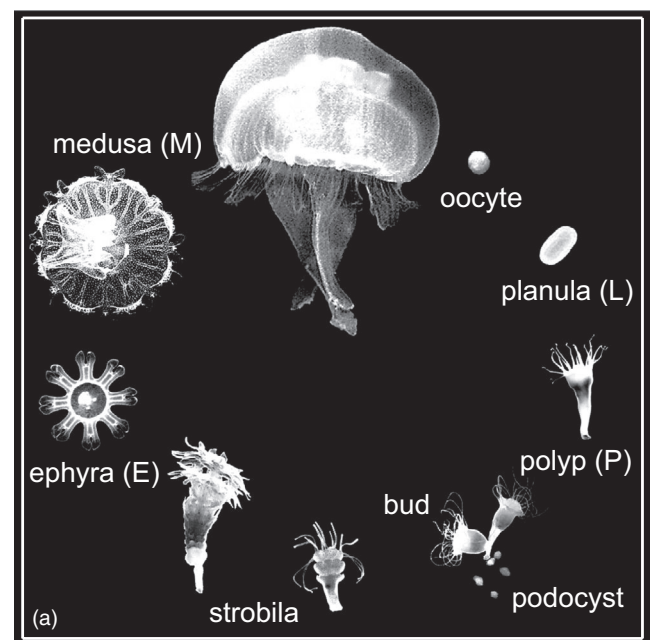 medusa (M)
oocyte
planula (L)
ephyra (E)
polyp (P)
bud
podocyst
strobila
(a)